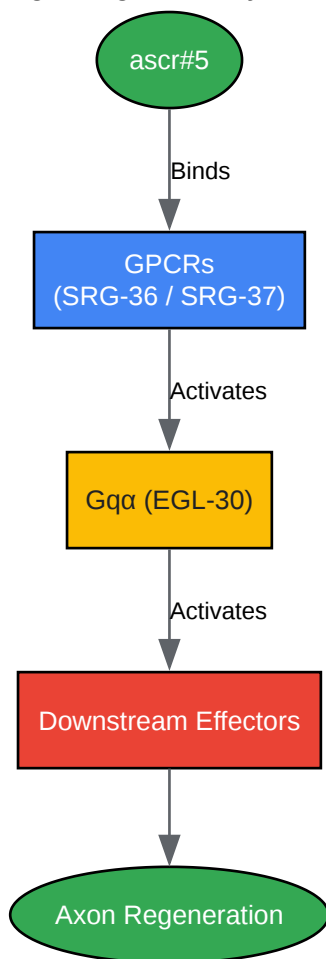 ascr#5
Binds
GPCRs
(SRG-36 / SRG-37)
Activates
Gqα (EGL-30)
Activates
Downstream Effectors
Axon Regeneration